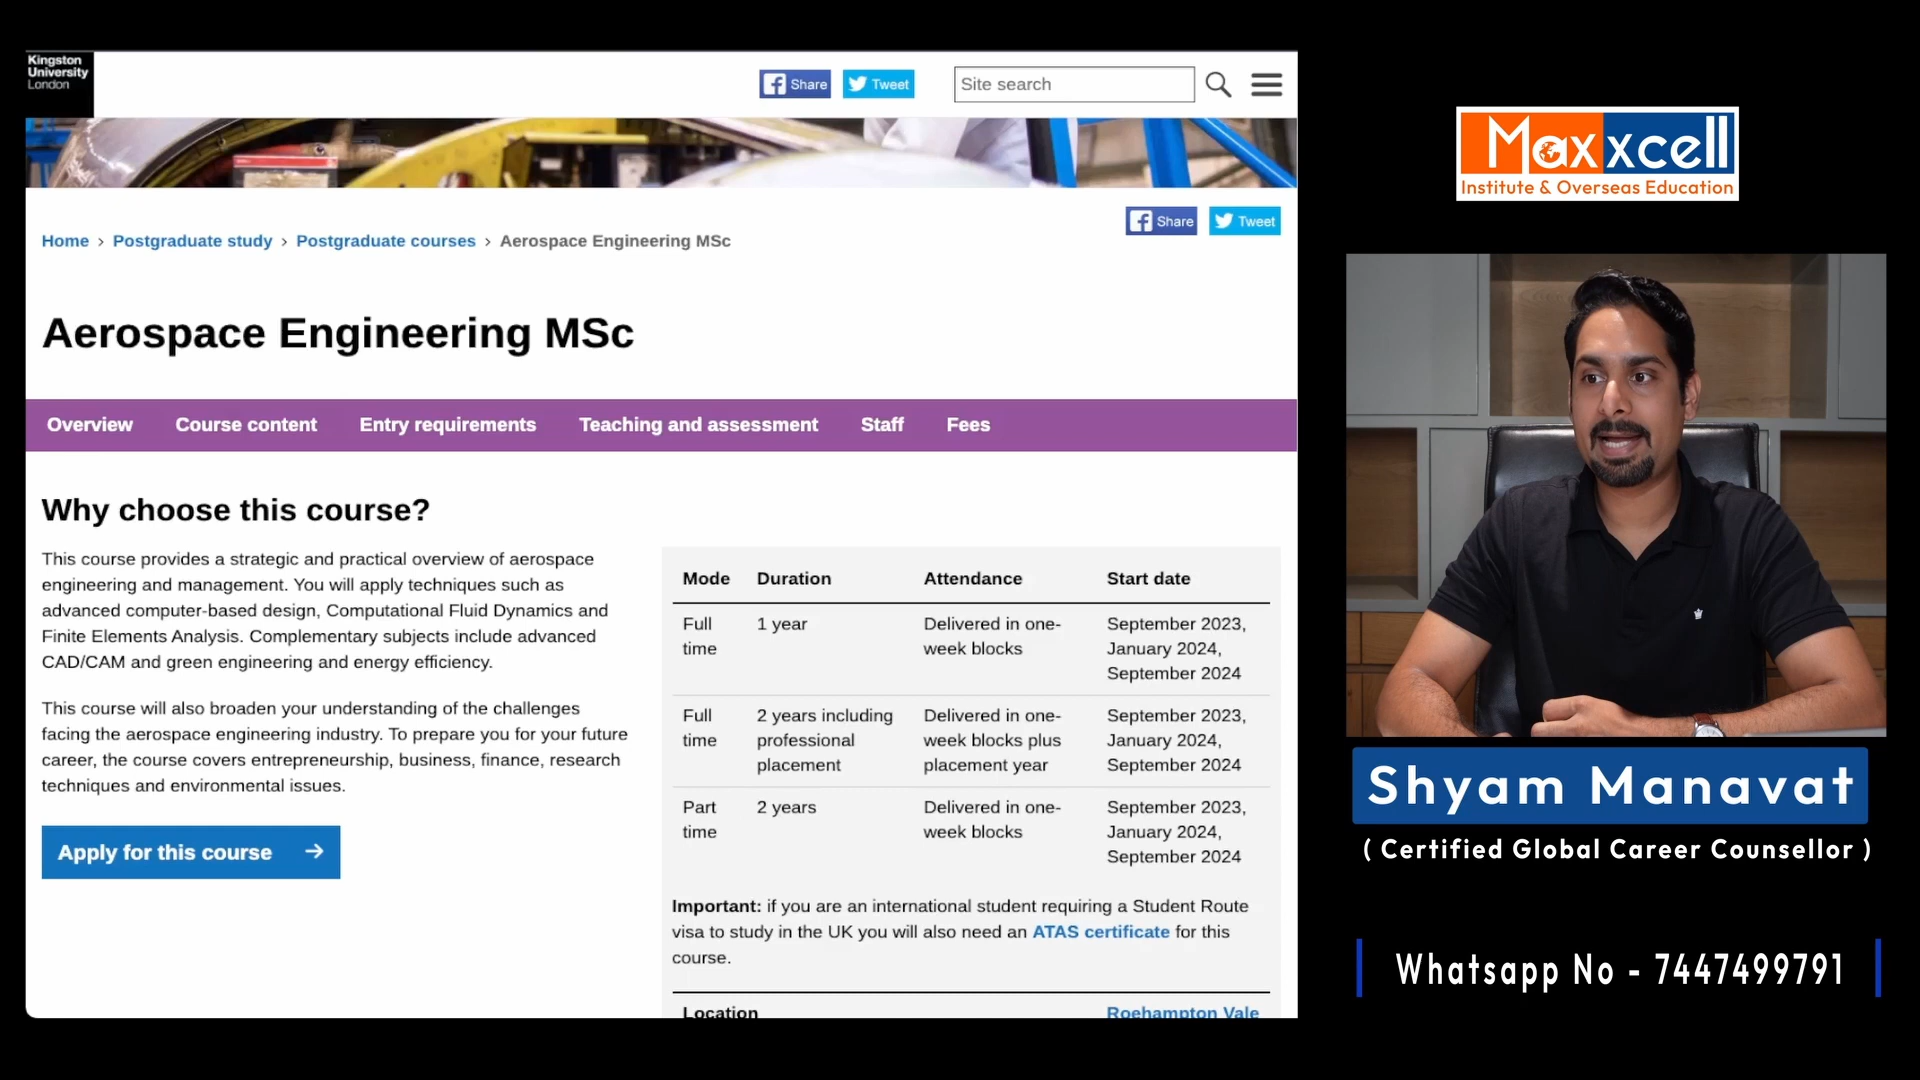 Kingston
University
London
Share
Tweet
Site search
Share
Tweet
Home › Postgraduate study › Postgraduate courses › Aerospace Engineering MSc
Aerospace Engineering MSc
Overview Course content Entry requirements Teaching and assessment Staff Fees
Why choose this course?
This course provides a strategic and practical overview of aerospace
engineering and management. You will apply techniques such as
advanced computer-based design, Computational Fluid Dynamics and
Finite Elements Analysis. Complementary subjects include advanced
CAD/CAM and green engineering and energy efficiency.
This course will also broaden your understanding of the challenges
facing the aerospace engineering industry. To prepare you for your future
career, the course covers entrepreneurship, business, finance, research
techniques and environmental issues.
Apply for this course →
Mode Duration Attendance Start date
Full 1 year Delivered in one- September 2023,
time week blocks January 2024,
September 2024
Full 2 years including Delivered in one- September 2023,
time professional week blocks plus January 2024,
placement placement year September 2024
Part 2 years Delivered in one- September 2023,
time week blocks January 2024,
September 2024
Important: if you are an international student requiring a Student Route
visa to study in the UK you will also need an ATAS certificate for this
course.
Location Roehampton Vale
Maxxcell
Institute & Overseas Education
Shyam Manavat
( Certified Global Career Counsellor )
Whatsapp No - 7447499791